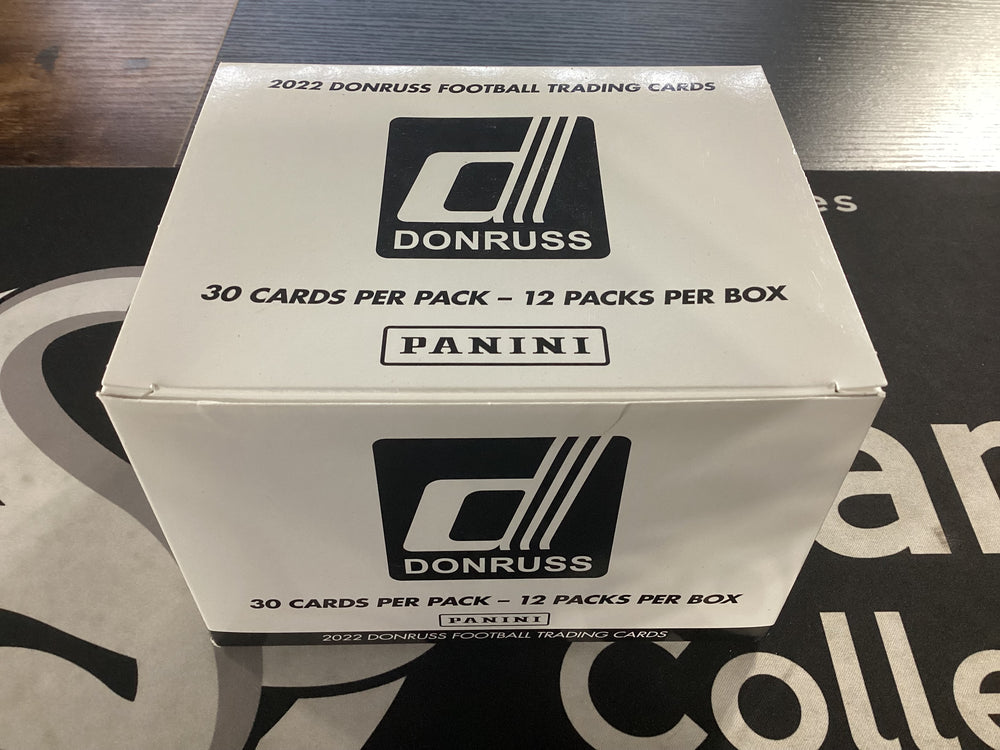 2022 DONRUSS FOOTBALL TRADING CARDS
d
DONRUSS
30 CARDS PER PACK – 12 PACKS PER BOX
PANINI
d
DONRUSS
30 CARDS PER PACK – 12 PACKS PER BOX
PANINI
2022 DONRUSS FOOTBALL TRADING CARDS